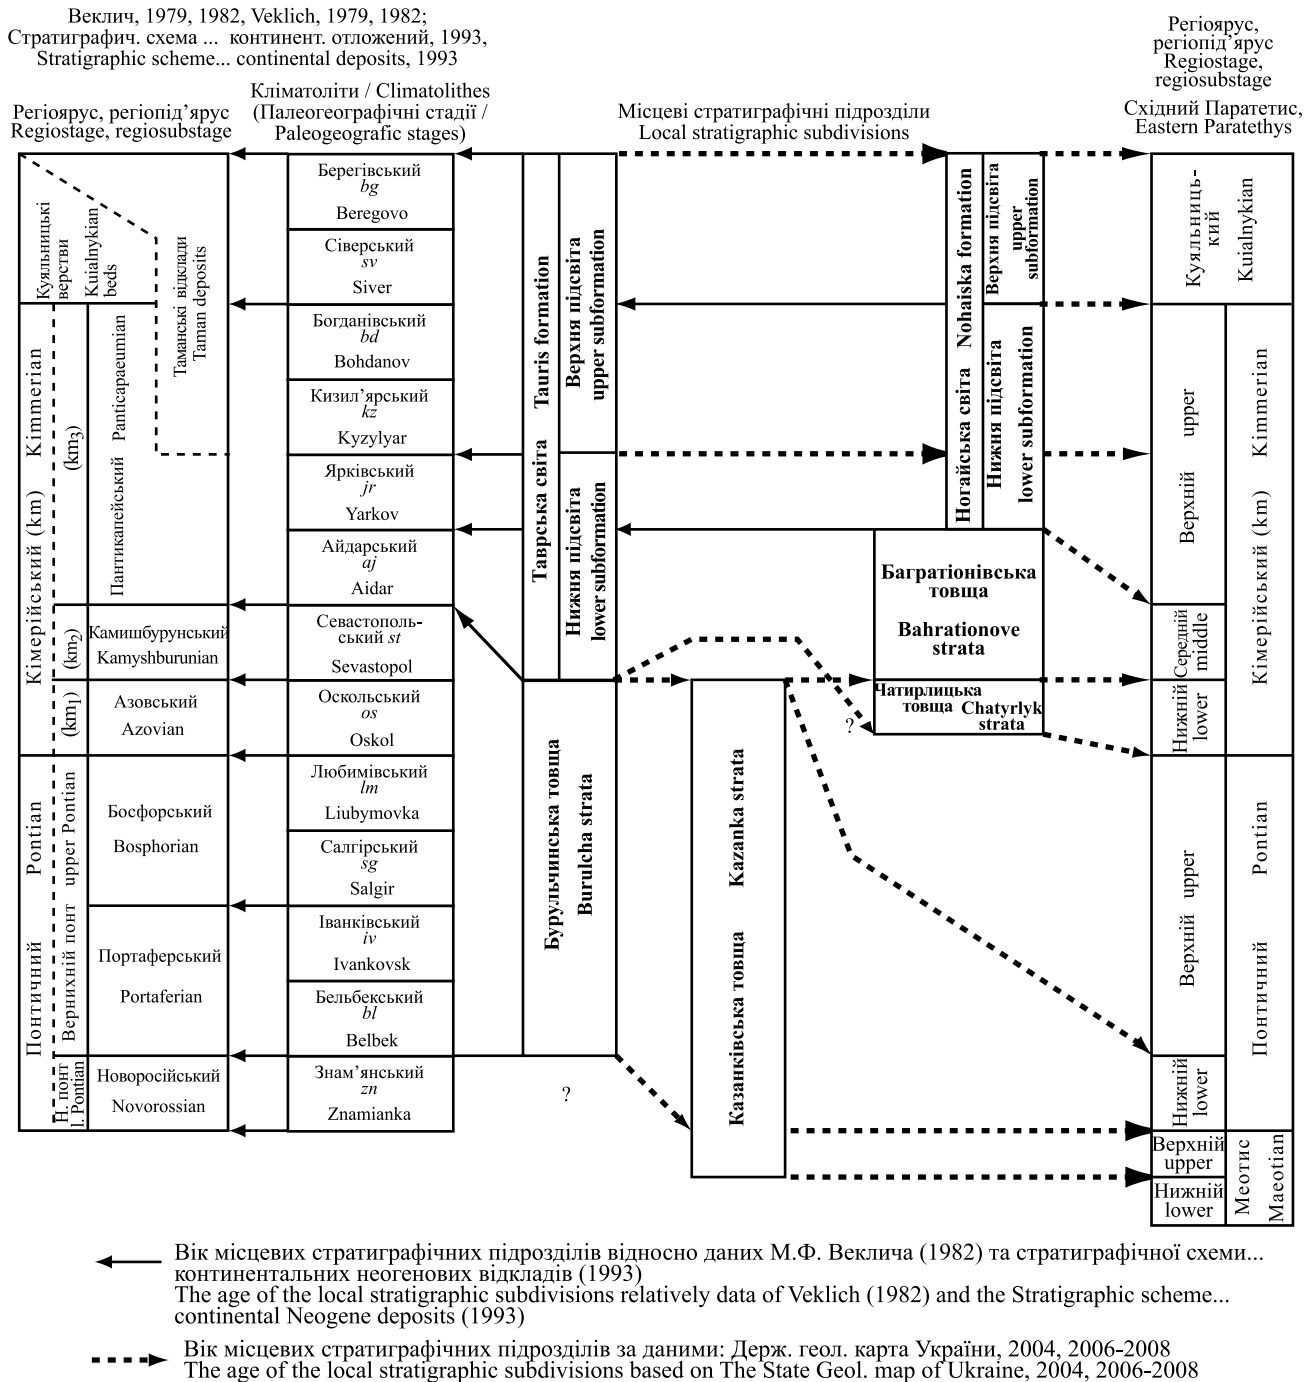 Веклич, 1979, 1982, Veklich, 1979, 1982;
Стратиграфич. схема ... континент. отложений, 1993,
Stratigraphic scheme... continental deposits, 1993
Регіоярус, регіопід’ярус
Regiostage, regiosubstage
Кліматоліти / Climatolithes
(Палеогеографічні стадії /
Paleogeografic stages)
Місцеві стратиграфічні підрозділи
Local stratigraphic subdivisions
Регіоярус,
регіопід’ярус
Regiostage,
regiosubstage
Східний Паратетис,
Eastern Paratethys
Куяльницькі
верстви
Kuialnykian
beds
Таманські відклади
Taman deposits
Кімерійський (km) Kimmerian
(km3)
Пантикапейський Panticapaeumian
(km2)
Камишбурунський
Kamyshburunian
(km1)
Азовський
Azovian
Понтичний Pontian
Вернихній понт upper Pontian
Босфорський
Bosphorian
Портаферський
Portaferian
Н. понт
l. Pontian
Новоросійський
Novorossian
Берегівський
bg
Beregovo
Сіверський
sv
Siver
Богданівський
bd
Bohdanov
Кизил’ярський
kz
Kyzylyar
Ярківський
jr
Yarkov
Айдарський
aj
Aidar
Севастополь-
ський st
Sevastopol
Оскольський
os
Oskol
Любимівський
lm
Liubymovka
Салгірський
sg
Salgir
Іванківський
iv
Ivankovsk
Бельбекський
bl
Belbek
Знам’янський
zn
Znamianka
Таврська світа Tauris formation
Верхня підсвіта
upper subformation
Нижня підсвіта
lower subformation
Бурульчинська товща
Burulcha strata
?
Казанківська товща Kazanka strata
Ногайська світа Nohaiska formation
Верхня підсвіта
upper
subformation
Нижня підсвіта
lower subformation
Багратіонівська
товща
Bahrationove
strata
Чатирлицька
товща
Chatyrlyk
strata
?
Куяльниць-
кий
Kuialnykian
Кімерійський (km) Kimmerian
Верхній upper
Середній
middle
Нижній
lower
Понтичний Pontian
Верхній upper
Нижній
lower
Верхній
upper
Нижній
lower
Меотис
Maeotian
Вік місцевих стратиграфічних підрозділів відносно даних М.Ф. Веклича (1982) та стратиграфічної схеми...
континентальних неогенових відкладів (1993)
The age of the local stratigraphic subdivisions relatively data of Veklich (1982) and the Stratigraphic scheme...
continental Neogene deposits (1993)
Вік місцевих стратиграфічних підрозділів за даними: Держ. геол. карта України, 2004, 2006-2008
The age of the local stratigraphic subdivisions based on The State Geol. map of Ukraine, 2004, 2006-2008